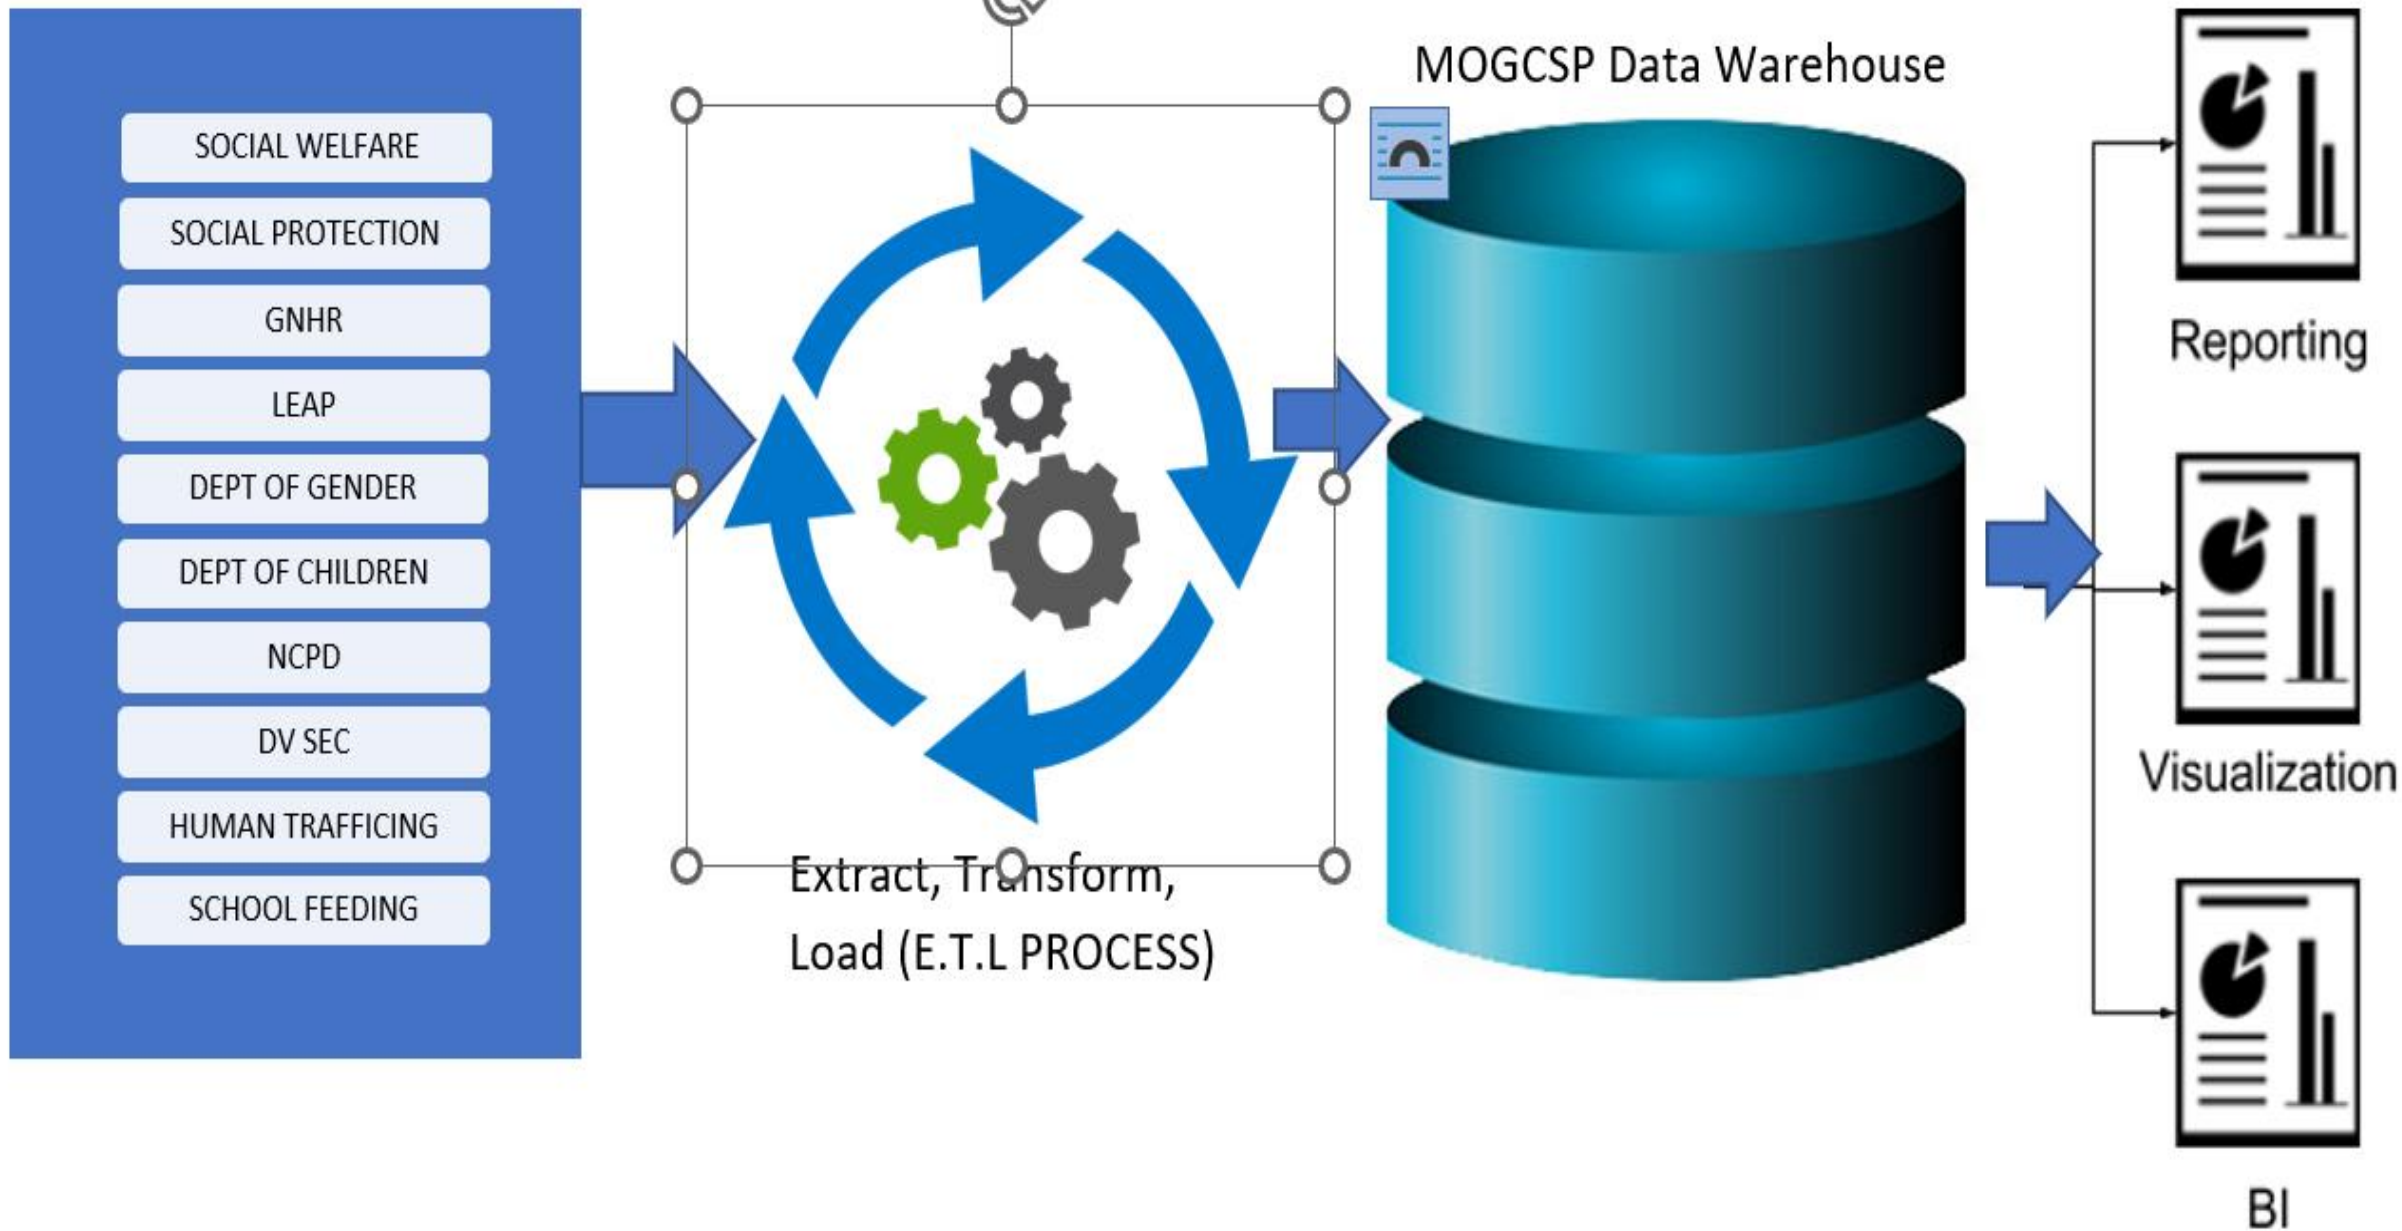 SOCIAL WELFARE
SOCIAL PROTECTION
GNHR
LEAP
DEPT OF GENDER
DEPT OF CHILDREN
NCPD
DV SEC
HUMAN TRAFFICING
SCHOOL FEEDING
Extract, Transform,
Load (E.T.L PROCESS)
MOGCSP Data Warehouse
Reporting
Visualization
BI